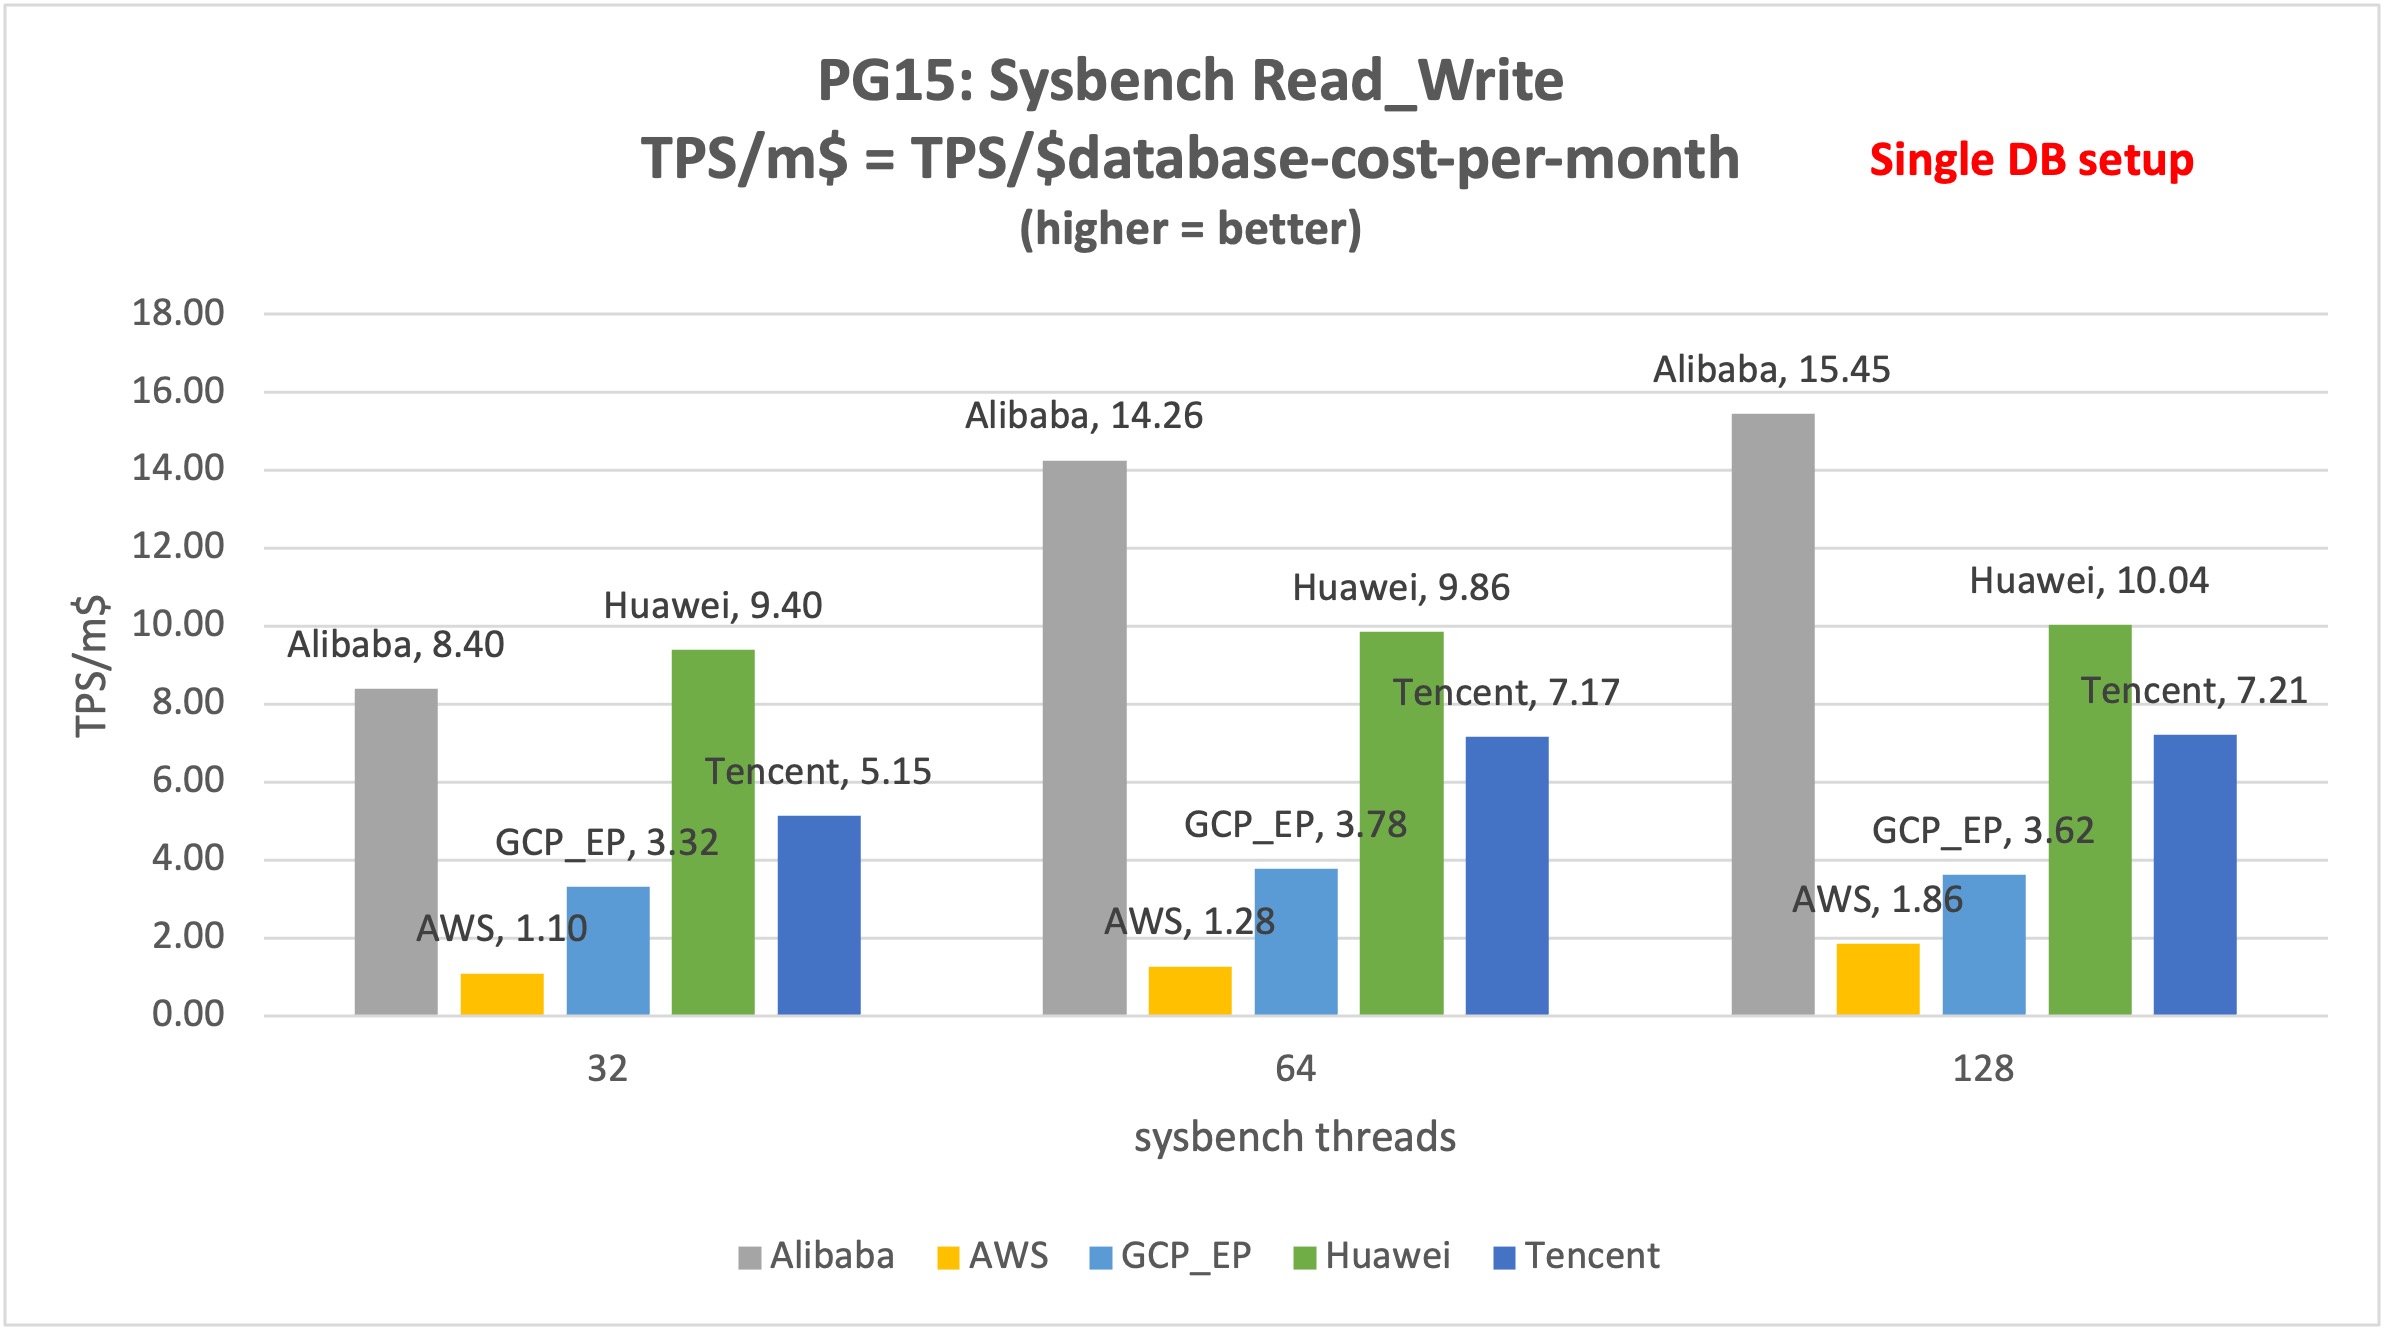 PG15: Sysbench Read_Write
TPS/m$ = TPS/$database-cost-per-month
Single DB setup
(higher = better)
18.00
16.00
14.00
12.00
10.00
8.00
6.00
4.00
2.00
0.00
TPS/m$
Alibaba, 8.40
AWS, 1.10
GCP_EP, 3.32
Huawei, 9.40
Tencent, 5.15
Alibaba, 14.26
AWS, 1.28
GCP_EP, 3.78
Huawei, 9.86
Tencent, 7.17
Alibaba, 15.45
AWS, 1.86
GCP_EP, 3.62
Huawei, 10.04
Tencent, 7.21
32 64 128
sysbench threads
Alibaba AWS GCP_EP Huawei Tencent